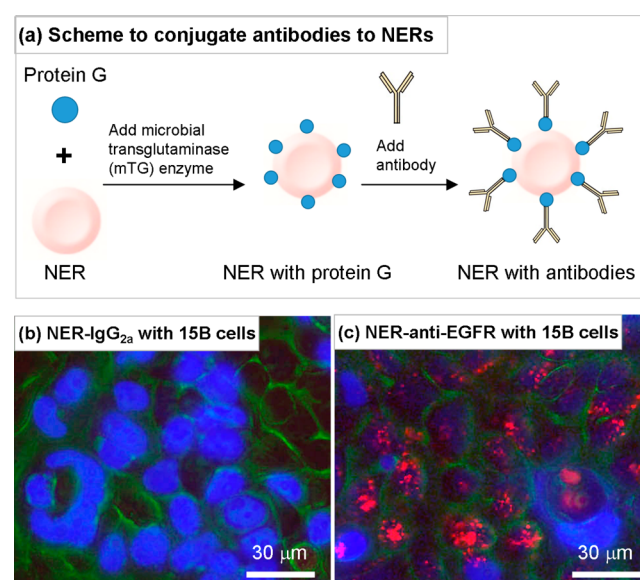 (a) Scheme to conjugate antibodies to NERs
Protein G
+
NER
Add microbial
transglutaminase
(mTG) enzyme
NER with protein G
Add
antibody
NER with antibodies
(b) NER-IgG₂ₐ with 15B cells
30 μm
(c) NER-anti-EGFR with 15B cells
30 μm